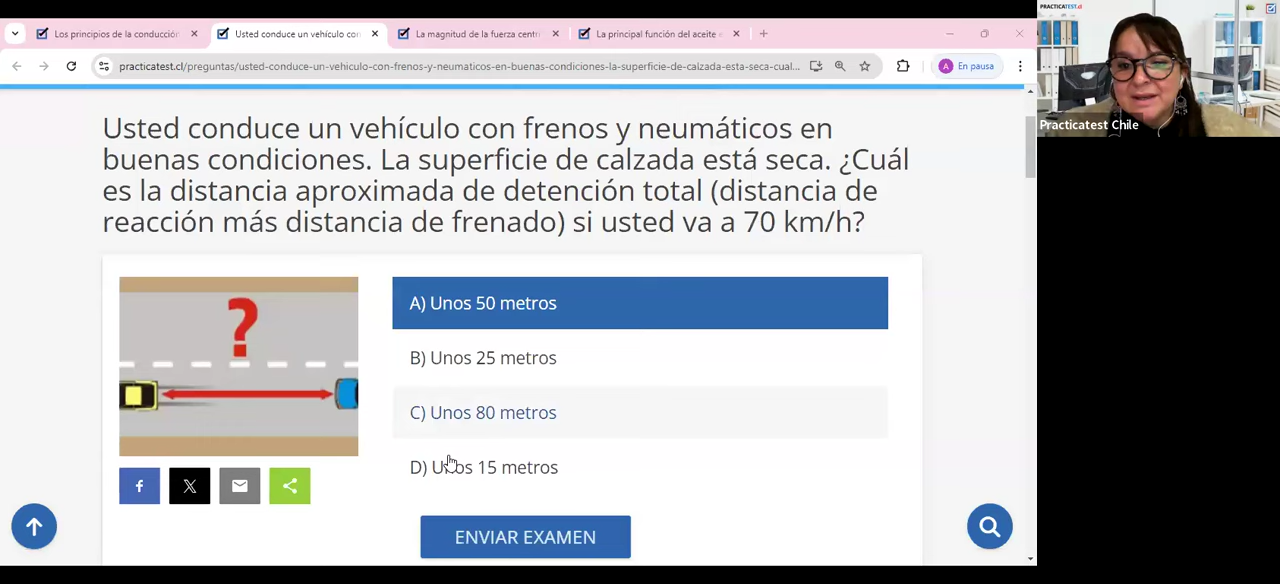 Los principios de la conducción
Usted conduce un vehículo con
La magnitud de la fuerza centr
La principal función del aceite e
practicatest.cl/preguntas/usted-conduce-un-vehiculo-con-frenos-y-neumaticos-en-buenas-condiciones-la-superficie-de-calzada-esta-seca-cual...
A
En pausa
PRACTICATEST.cl
Practicatest Chile
Usted conduce un vehículo con frenos y neumáticos en
buenas condiciones. La superficie de calzada está seca. ¿Cuál
es la distancia aproximada de detención total (distancia de
reacción más distancia de frenado) si usted va a 70 km/h?
?
A) Unos 50 metros
B) Unos 25 metros
C) Unos 80 metros
D) Unos 15 metros
f
X
ENVIAR EXAMEN